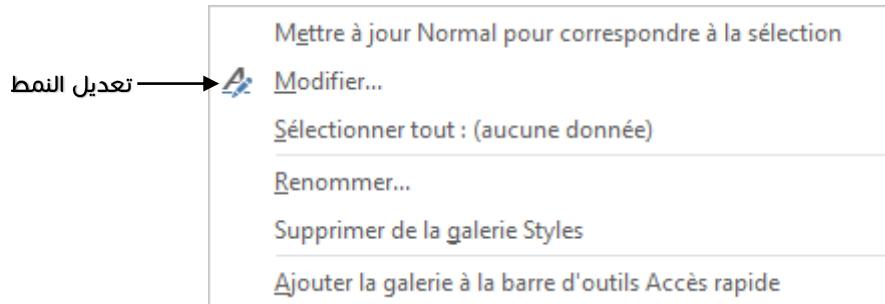 Mettre à jour Normal pour correspondre à la sélection
تعديل النمط
Modifier...
Sélectionner tout : (aucune donnée)
Renommer...
Supprimer de la galerie Styles
Ajouter la galerie à la barre d'outils Accès rapide